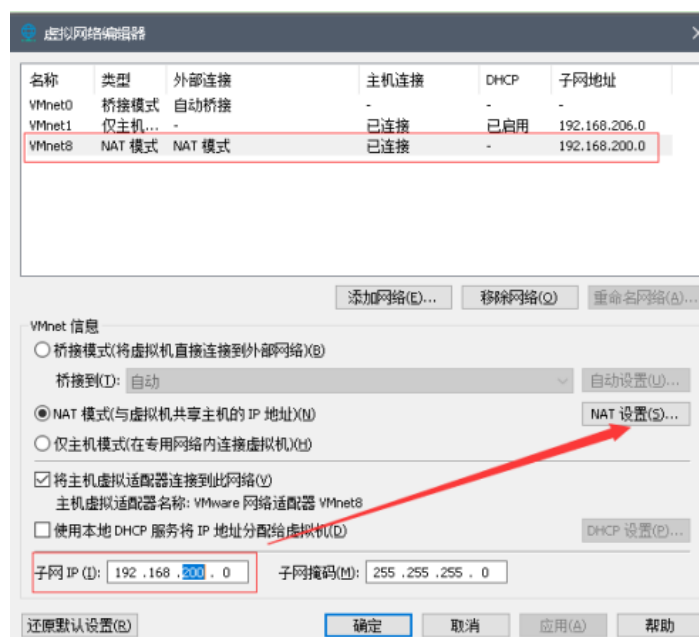 虚拟网络编辑器
名称 类型 外部连接 主机连接 DHCP 子网地址
VMnet0 桥接模式 自动桥接 - - -
VMnet1 仅主机... - 已连接 已启用 192.168.206.0
VMnet8 NAT 模式 NAT 模式 已连接 - 192.168.200.0
添加网络(E)... 移除网络(O) 重命名网络(A)...
VMnet 信息
桥接模式(将虚拟机直接连接到外部网络)(B)
桥接到(T): 自动 自动设置(U)...
NAT 模式(与虚拟机共享主机的 IP 地址)(N) NAT 设置(S)...
仅主机模式(在专用网络内连接虚拟机)(H)
将主机虚拟适配器连接到此网络(V)
主机虚拟适配器名称: VMware 网络适配器 VMnet8
使用本地 DHCP 服务将 IP 地址分配给虚拟机(D) DHCP 设置(P)...
子网 IP (I): 192 .168 .200 . 0 子网掩码(M): 255 .255 .255 . 0
还原默认设置(R) 确定 取消 应用(A) 帮助